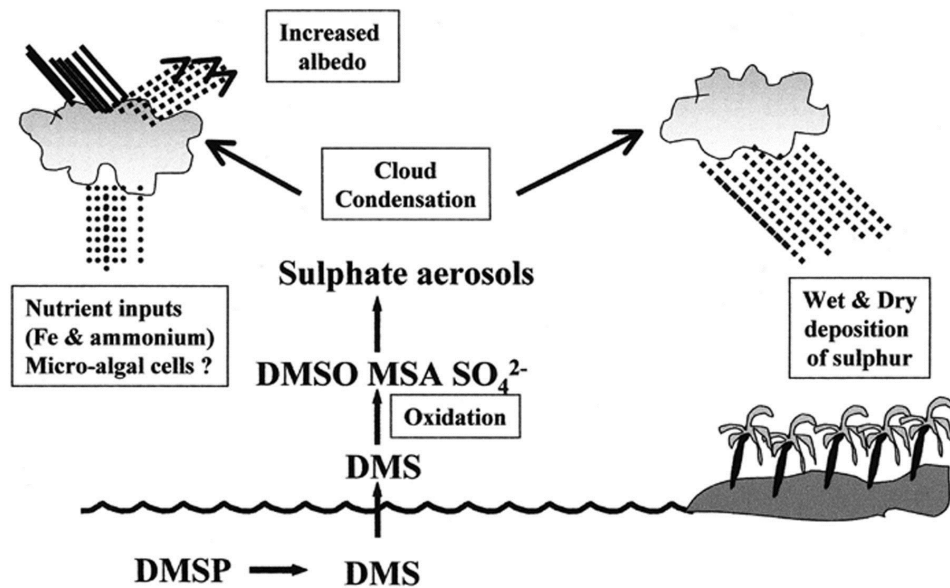 Increased
albedo
Cloud
Condensation
Sulphate aerosols
Nutrient inputs
(Fe & ammonium)
Micro-algal cells ?
Wet & Dry
deposition
of sulphur
DMSO MSA SO₄²⁻
Oxidation
DMS
DMSP
DMS